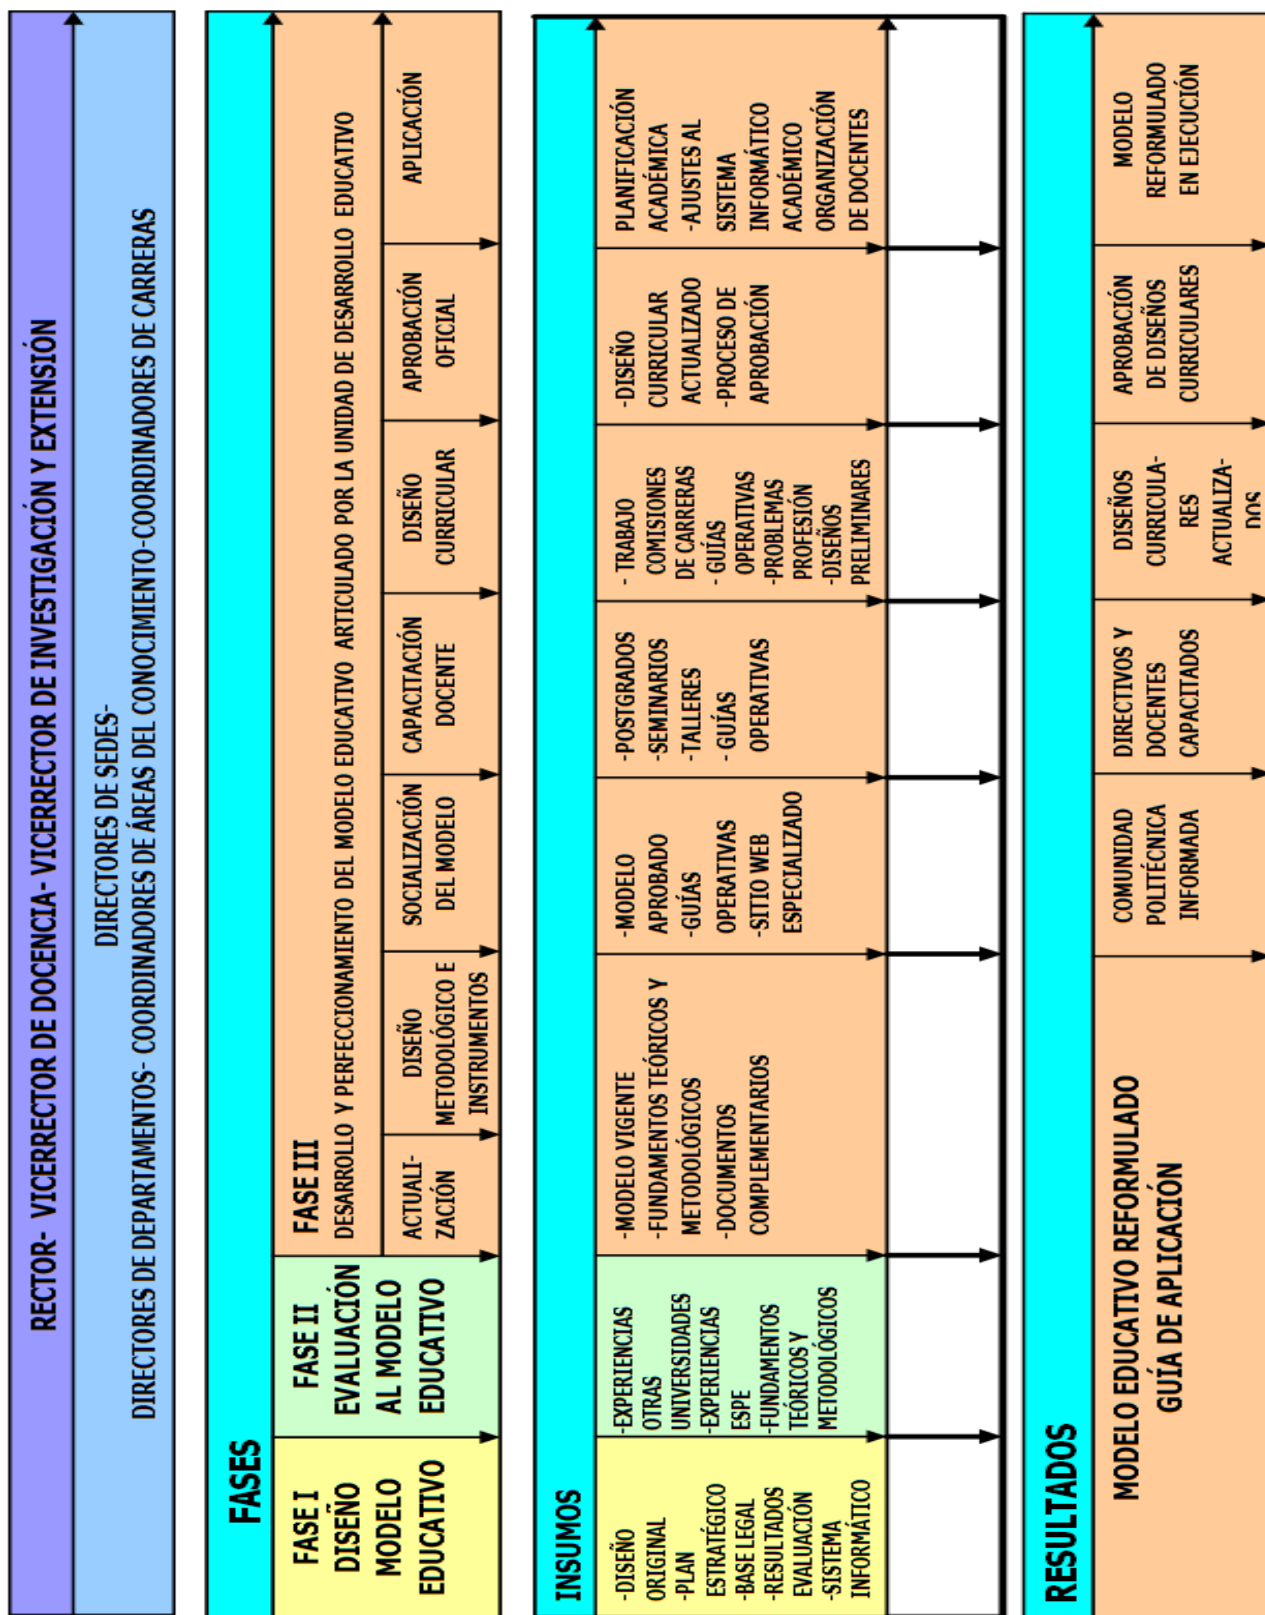 RECTOR- VICERRECTOR DE DOCENCIA- VICERRECTOR DE INVESTIGACIÓN Y EXTENSIÓN
DIRECTORES DE SEDES-
DIRECTORES DE DEPARTAMENTOS- COORDINADORES DE ÁREAS DEL CONOCIMIENTO-COORDINADORES DE CARRERAS
FASES
FASE I
DISEÑO
MODELO
EDUCATIVO
FASE II
EVALUACIÓN
AL MODELO
EDUCATIVO
FASE III
DESARROLLO Y PERFECCIONAMIENTO DEL MODELO EDUCATIVO ARTICULADO POR LA UNIDAD DE DESARROLLO EDUCATIVO
ACTUALI-
ZACIÓN
DISEÑO
METODOLÓGICO E
INSTRUMENTOS
SOCIALIZACIÓN
DEL MODELO
CAPACITACIÓN
DOCENTE
DISEÑO
CURRICULAR
APROBACIÓN
OFICIAL
APLICACIÓN
INSUMOS
-DISEÑO
ORIGINAL
-PLAN
ESTRATÉGICO
-BASE LEGAL
-RESULTADOS
EVALUACIÓN
-SISTEMA
INFORMÁTICO
-EXPERIENCIAS
OTRAS
UNIVERSIDADES
-EXPERIENCIAS
ESPE
-FUNDAMENTOS
TEÓRICOS Y
METODOLÓGICOS
-MODELO VIGENTE
-FUNDAMENTOS TEÓRICOS Y
METODOLÓGICOS
-DOCUMENTOS
COMPLEMENTARIOS
-MODELO
APROBADO
-GUÍAS
OPERATIVAS
-SITIO WEB
ESPECIALIZADO
-POSTGRADOS
-SEMINARIOS
-TALLERES
- GUÍAS
OPERATIVAS
- TRABAJO
COMISIONES
DE CARRERAS
- GUÍAS
OPERATIVAS
-PROBLEMAS
PROFESIÓN
-DISEÑOS
PRELIMINARES
-DISEÑO
CURRICULAR
ACTUALIZADO
-PROCESO DE
APROBACIÓN
PLANIFICACIÓN
ACADÉMICA
-AJUSTES AL
SISTEMA
INFORMÁTICO
ACADÉMICO
ORGANIZACIÓN
DE DOCENTES
RESULTADOS
MODELO EDUCATIVO REFORMULADO
GUÍA DE APLICACIÓN
COMUNIDAD
POLITÉCNICA
INFORMADA
DIRECTIVOS Y
DOCENTES
CAPACITADOS
DISEÑOS
CURRICULA-
RES
ACTUALIZA-
DOS
APROBACIÓN
DE DISEÑOS
CURRICULARES
MODELO
REFORMULADO
EN EJECUCIÓN